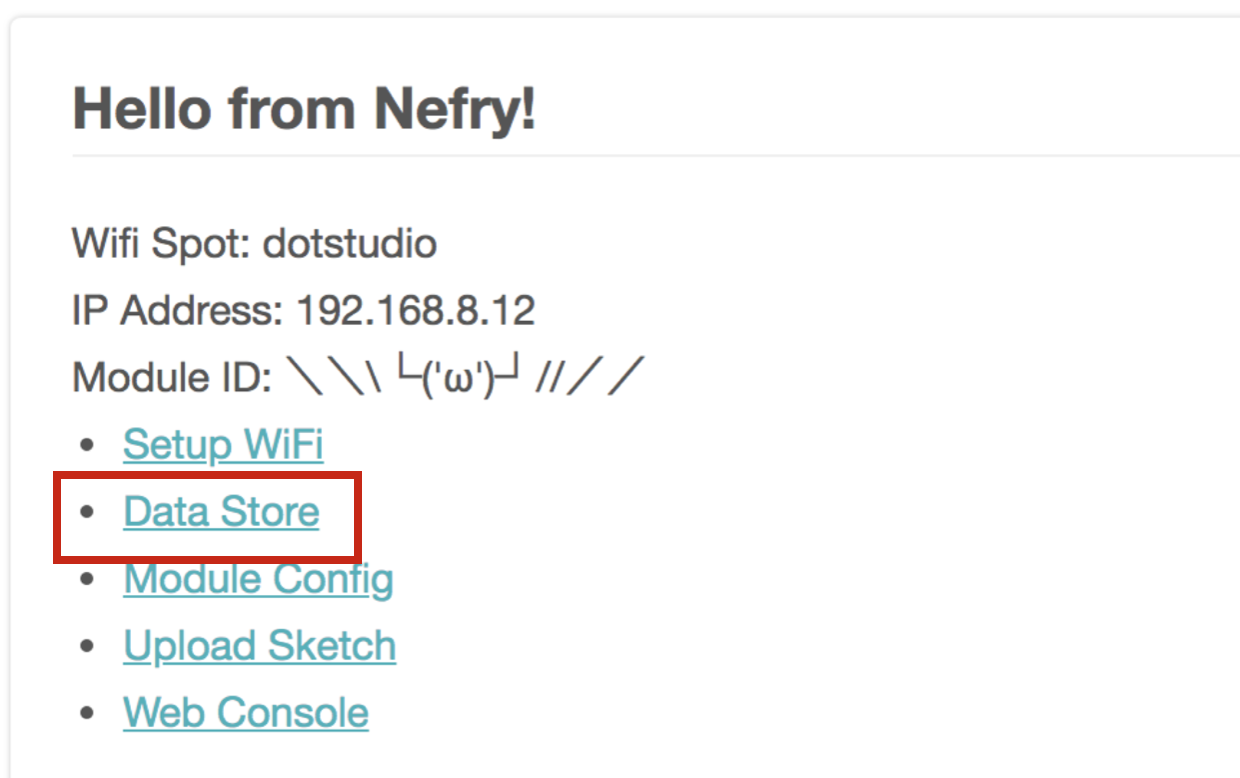 Hello from Nefry!
Wifi Spot: dotstudio
IP Address: 192.168.8.12
Module ID: ＼＼\ └('ω')┘ //／／
Setup WiFi
Data Store
Module Config
Upload Sketch
Web Console